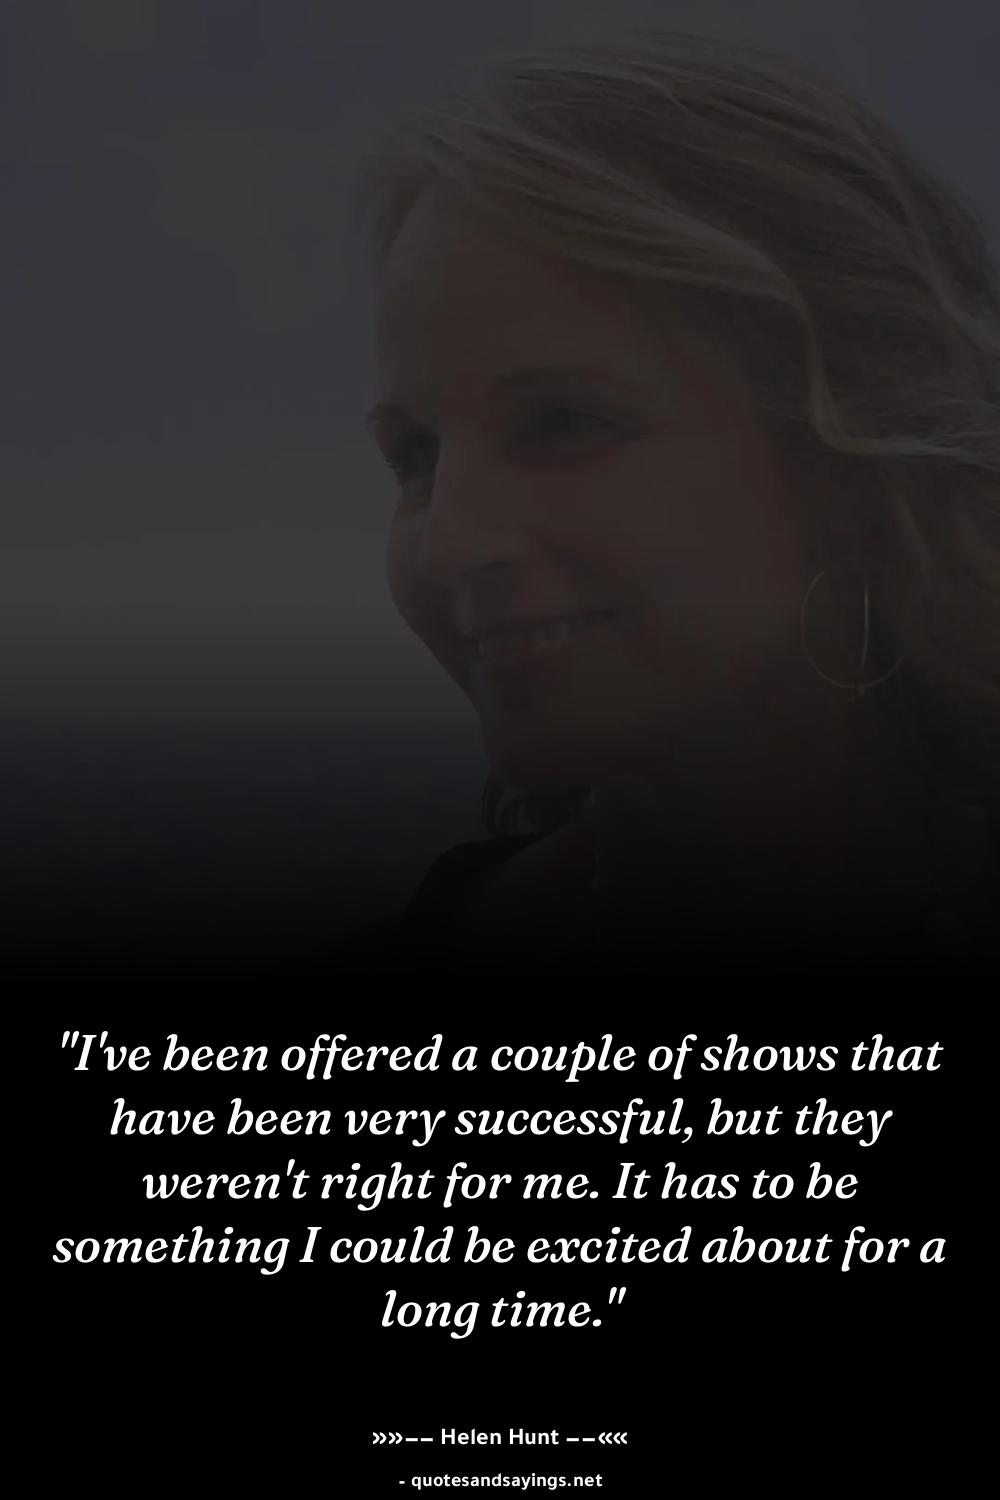 "I've been offered a couple of shows that
have been very successful, but they
weren't right for me. It has to be
something I could be excited about for a
long time."
»»–– Helen Hunt ––««
- quotesandsayings.net